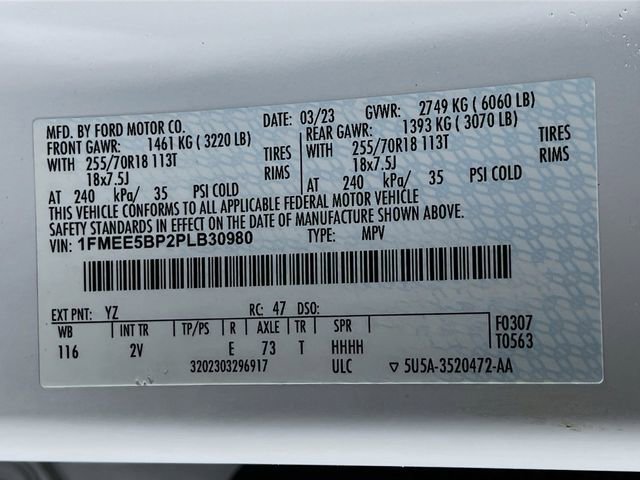 MFD. BY FORD MOTOR CO.
DATE: 03/23 GVWR: 2749 KG ( 6060 LB)
FRONT GAWR: 1461 KG ( 3220 LB) REAR GAWR: 1393 KG ( 3070 LB)
WITH 255/70R18 113T TIRES WITH 255/70R18 113T TIRES
18x7.5J RIMS 18x7.5J RIMS
AT 240 kPa/ 35 PSI COLD AT 240 kPa/ 35 PSI COLD
THIS VEHICLE CONFORMS TO ALL APPLICABLE FEDERAL MOTOR VEHICLE
SAFETY STANDARDS IN EFFECT ON THE DATE OF MANUFACTURE SHOWN ABOVE.
VIN: 1FMEE5BP2PLB30980 TYPE: MPV
EXT PNT: YZ RC: 47 DSO:
WB INT TR TP/PS R AXLE TR SPR F0307
116 2V E 73 T HHHH T0563
3202303296917 ULC ▽ 5U5A-3520472-AA